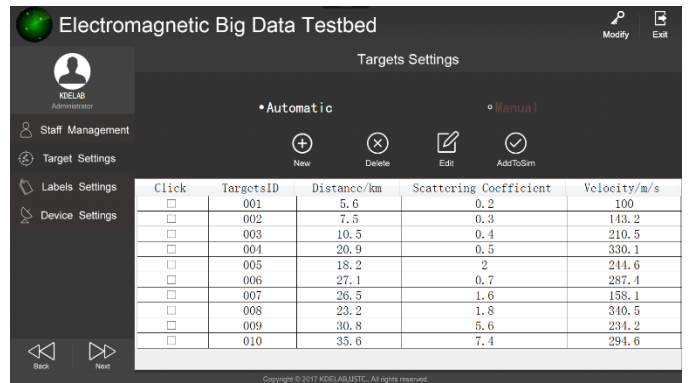 Electromagnetic Big Data Testbed
Modify Exit
Targets Settings
KDELAB
Administrator
•Automatic ○Manual
Staff Management
Target Settings
Labels Settings
Device Settings
New Delete Edit AddToSim
Click TargetsID Distance/km Scattering Coefficient Velocity/m/s
001 5.6 0.2 100
002 7.5 0.3 143.2
003 10.5 0.4 210.5
004 20.9 0.5 330.1
005 18.2 2 244.6
006 27.1 0.7 287.4
007 26.5 1.6 158.1
008 23.2 1.8 340.5
009 30.8 5.6 234.2
010 35.6 7.4 294.6
Back Next
Copyright © 2017 KDELAB,USTC,. All rights reserved.